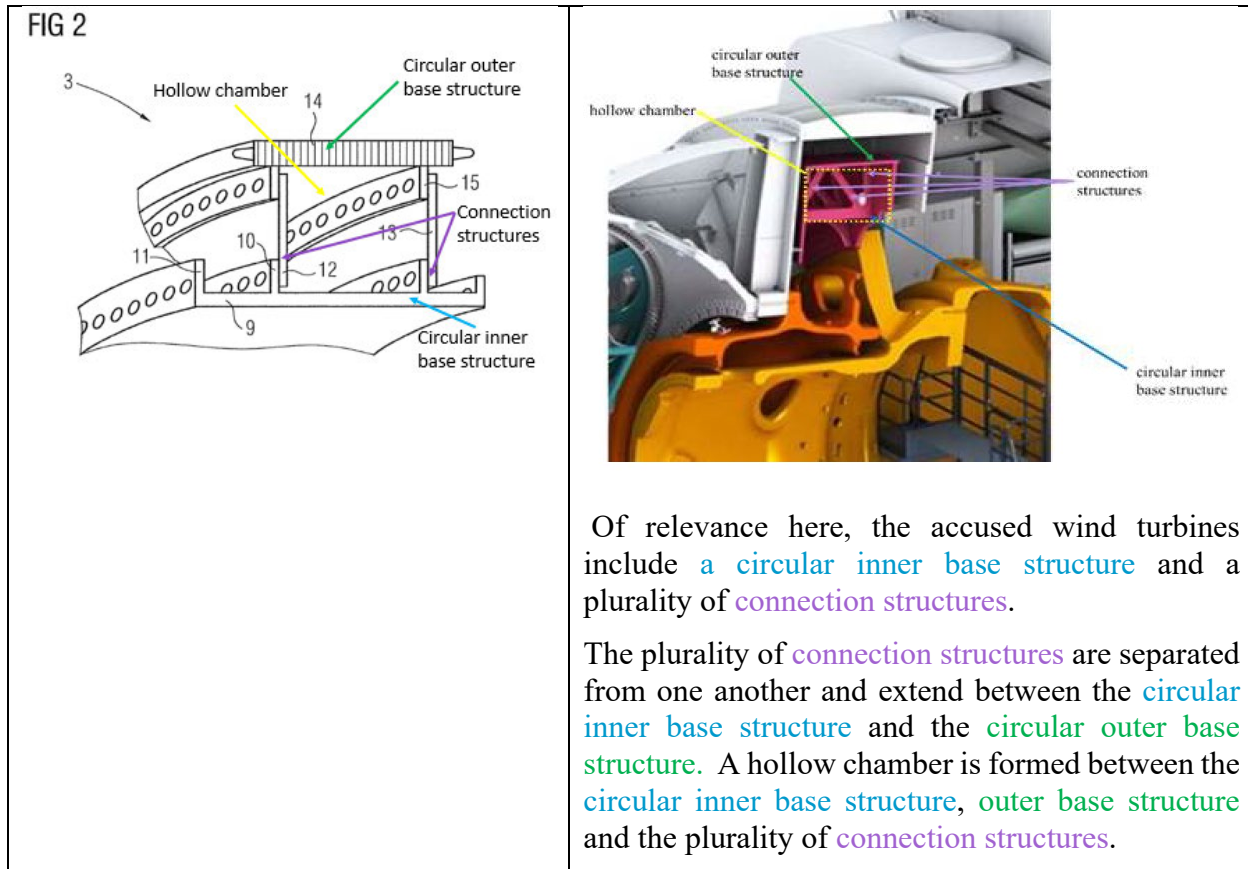 FIG 2
3
Hollow chamber
14
Circular outer
base structure
15
Connection
structures
13
11
10
12
9
Circular inner
base structure
circular outer
base structure
hollow chamber
connection
structures
circular inner
base structure
Of relevance here, the accused wind turbines
include a circular inner base structure and a
plurality of connection structures.
The plurality of connection structures are separated
from one another and extend between the circular
inner base structure and the circular outer base
structure. A hollow chamber is formed between the
circular inner base structure, outer base structure
and the plurality of connection structures.